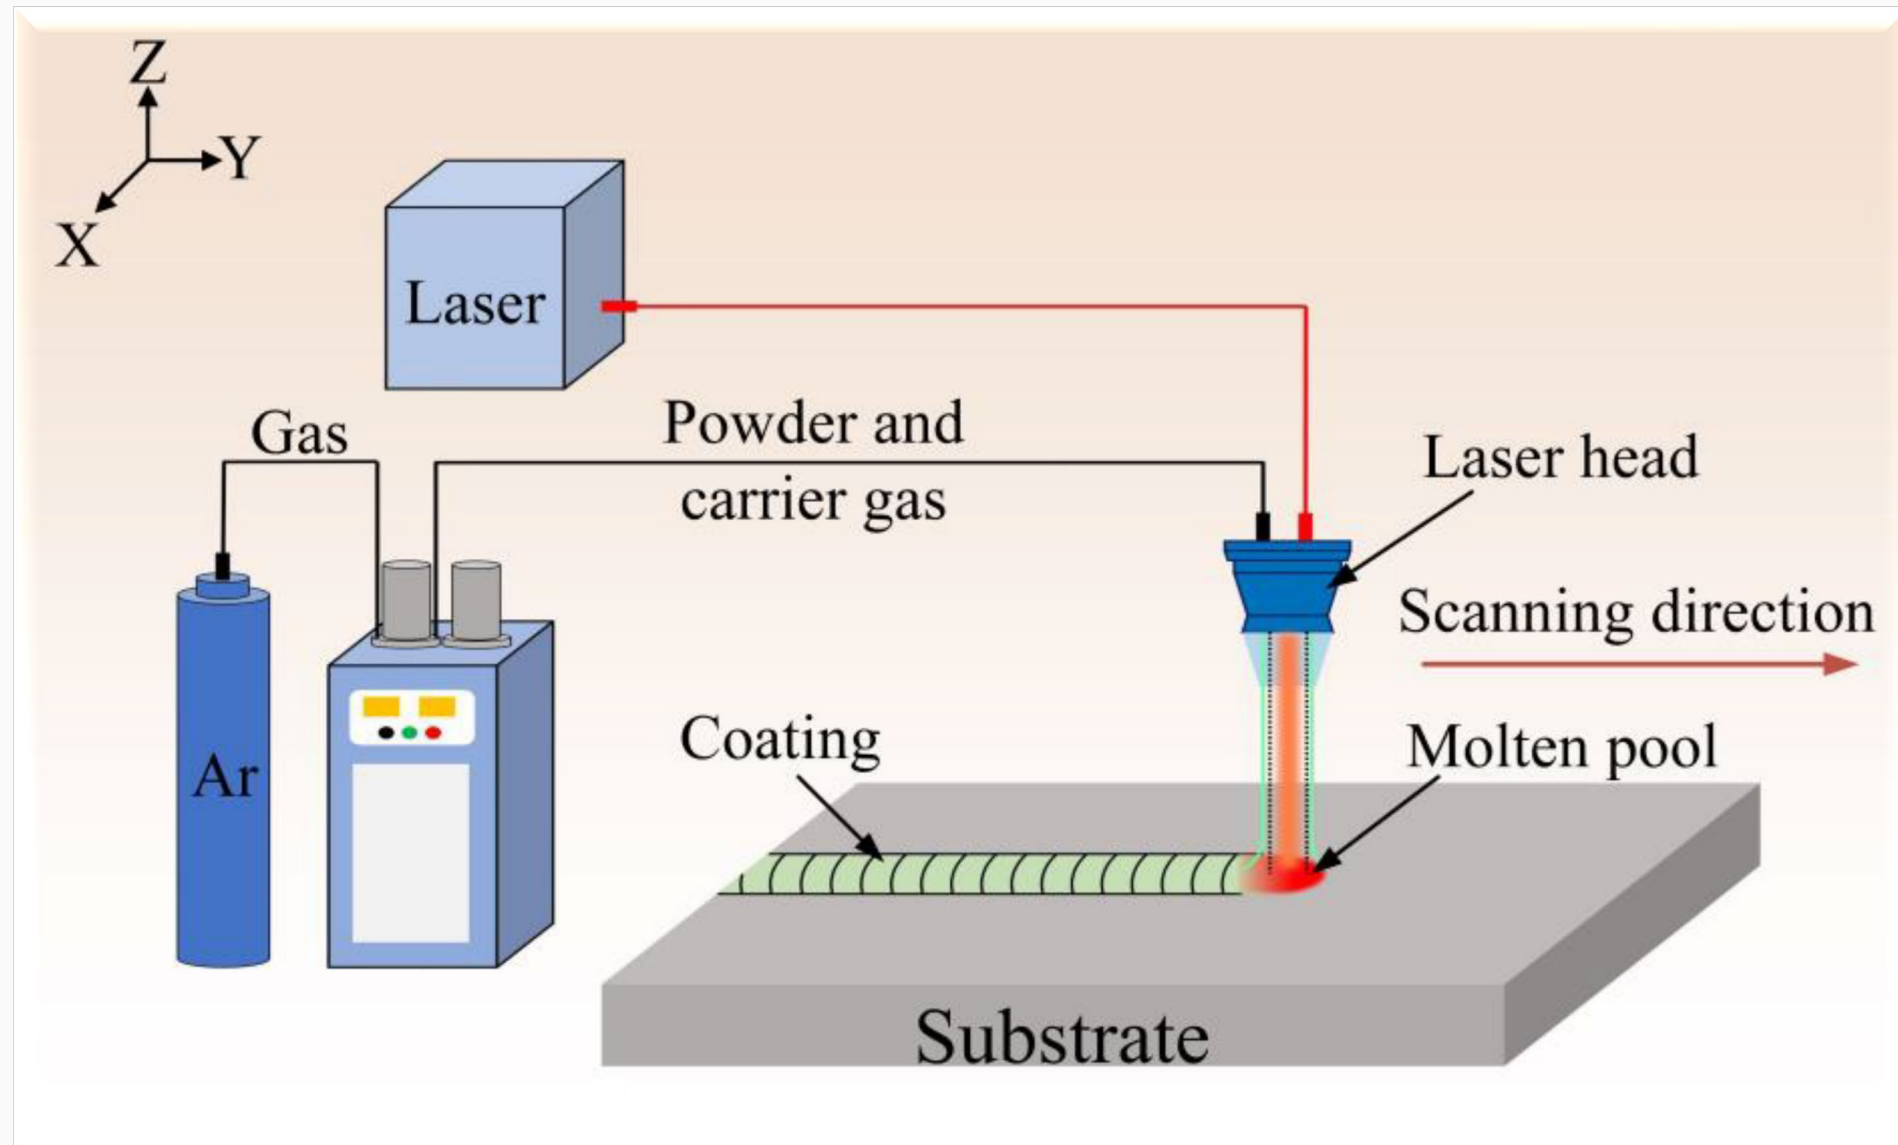 Z
Y
X
Laser
Gas
Powder and
carrier gas
Laser head
Scanning direction
Coating
Molten pool
Ar
Substrate